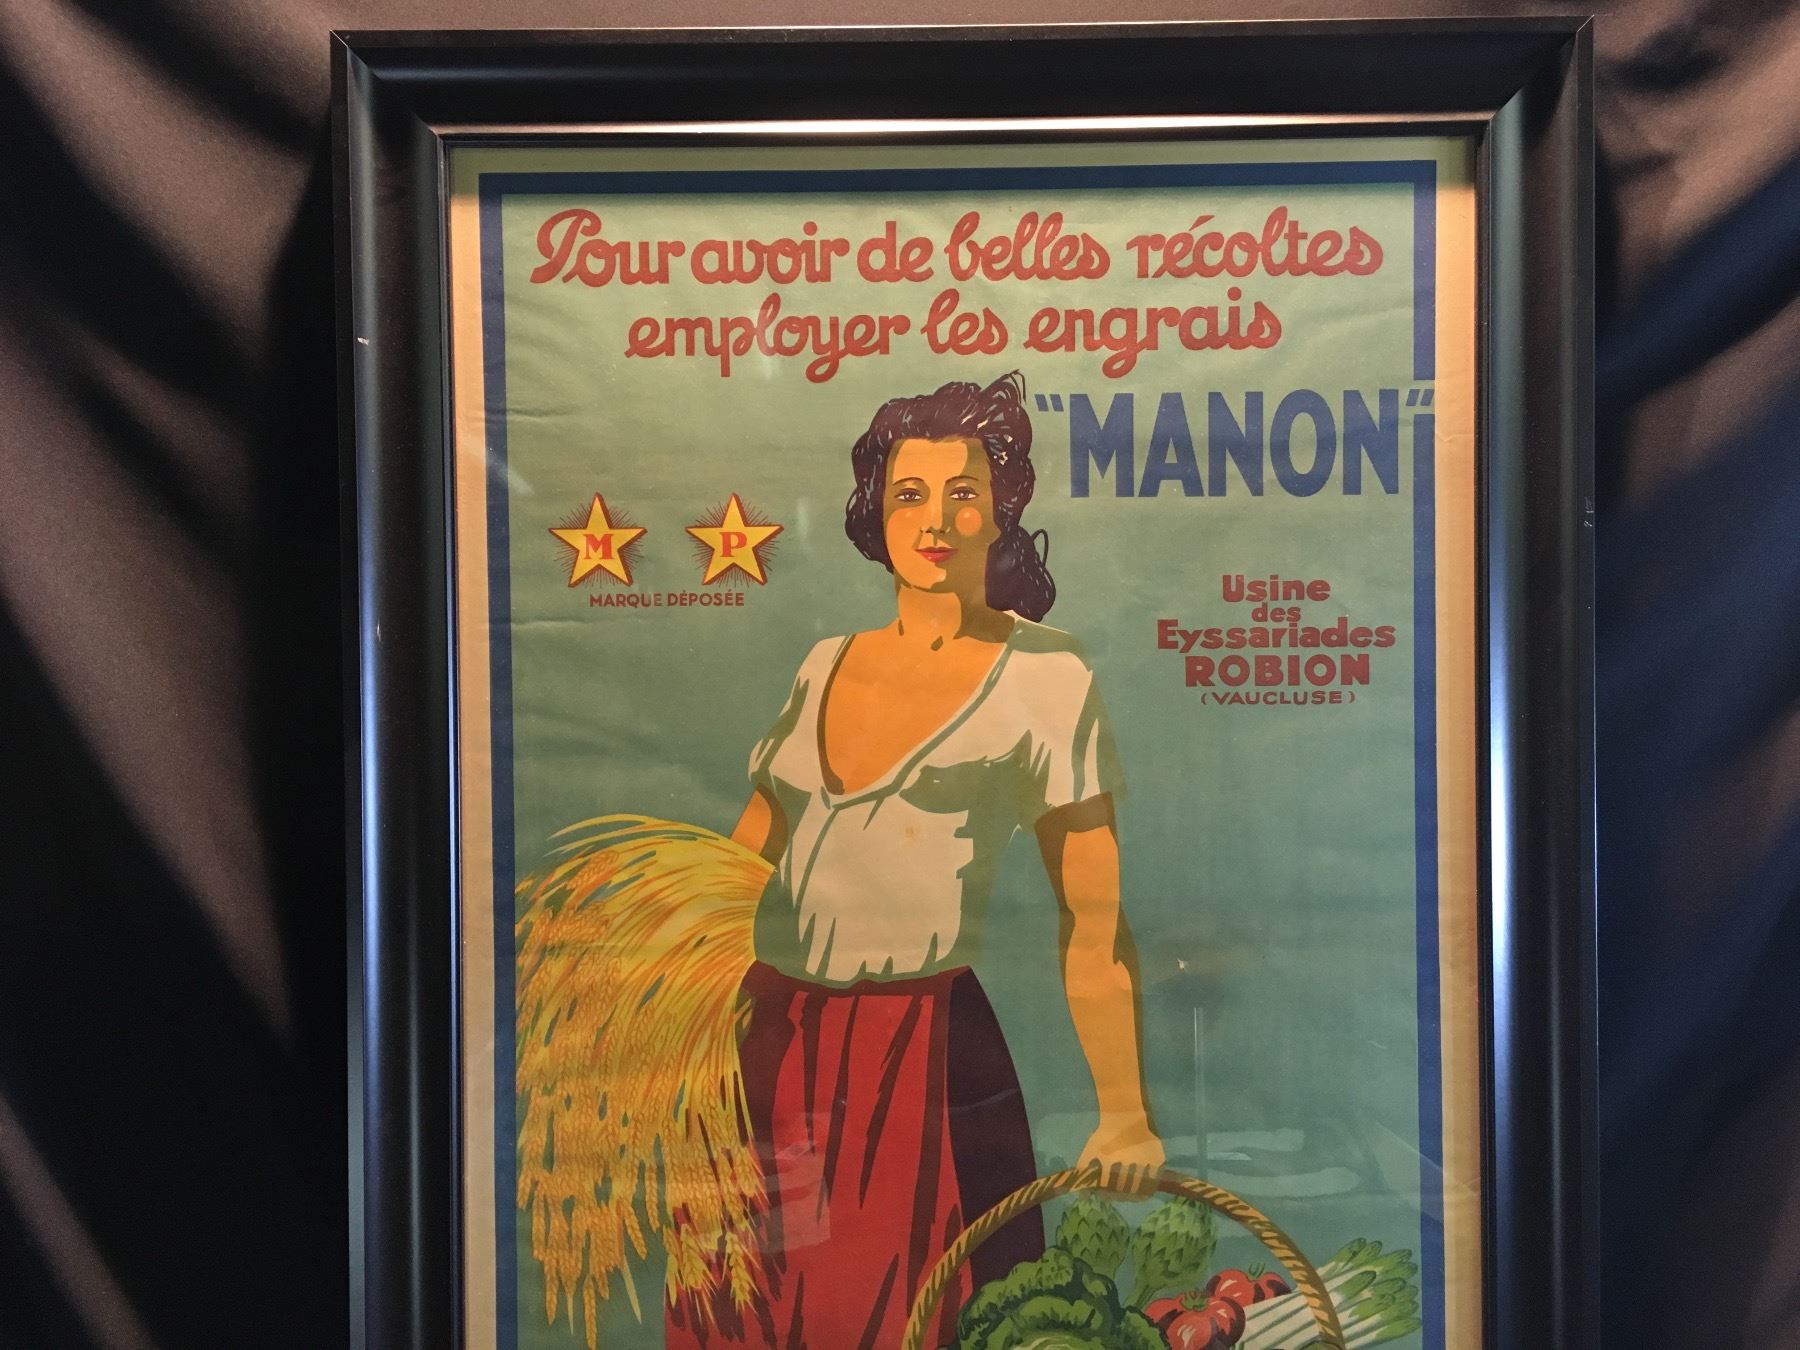 Pour avoir de belles récoltes
employer les engrais
"MANON"
M P
MARQUE DÉPOSÉE
Usine
des
Eyssariades
ROBION
(VAUCLUSE)